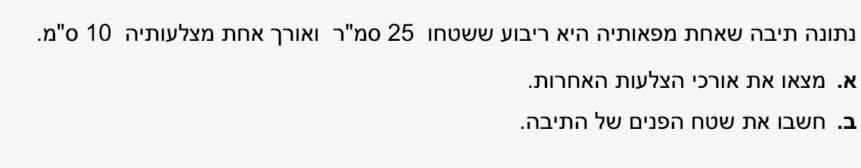 נתונה תיבה שאחת מפאותיה היא ריבוע ששטחו 25 סמ"ר ואורך אחת מצלעותיה 10 ס"מ.
א. מצאו את אורכי הצלעות האחרות.
ב. חשבו את שטח הפנים של התיבה.